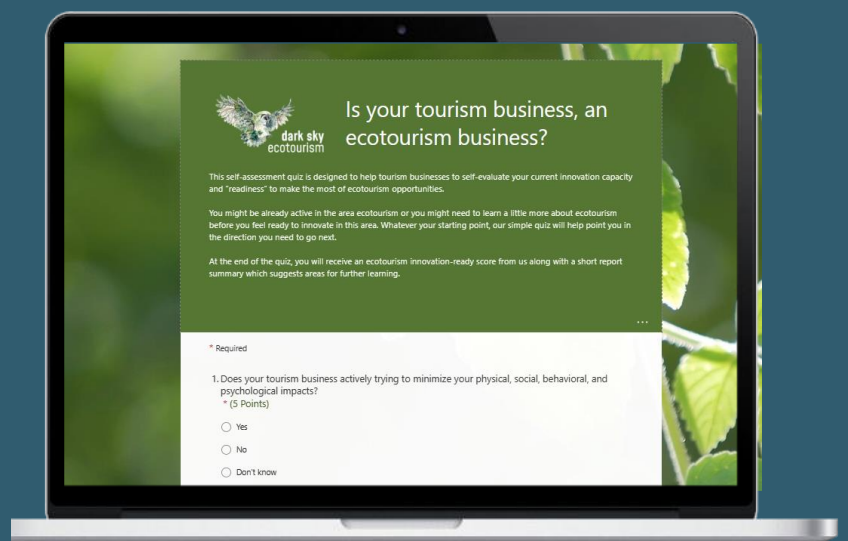 dark sky
ecotourism
Is your tourism business, an
ecotourism business?
This self-assessment quiz is designed to help tourism businesses to self-evaluate your current innovation capacity
and "readiness" to make the most of ecotourism opportunities.
You might be already active in the area ecotourism or you might need to learn a little more about ecotourism
before you feel ready to innovate in this area. Whatever your starting point, our simple quiz will help point you in
the direction you need to go next.
At the end of the quiz, you will receive an ecotourism innovation-ready score from us along with a short report
summary which suggests areas for further learning.
...
* Required
1. Does your tourism business actively trying to minimize your physical, social, behavioral, and
psychological impacts?
* (5 Points)
Yes
No
Don't know